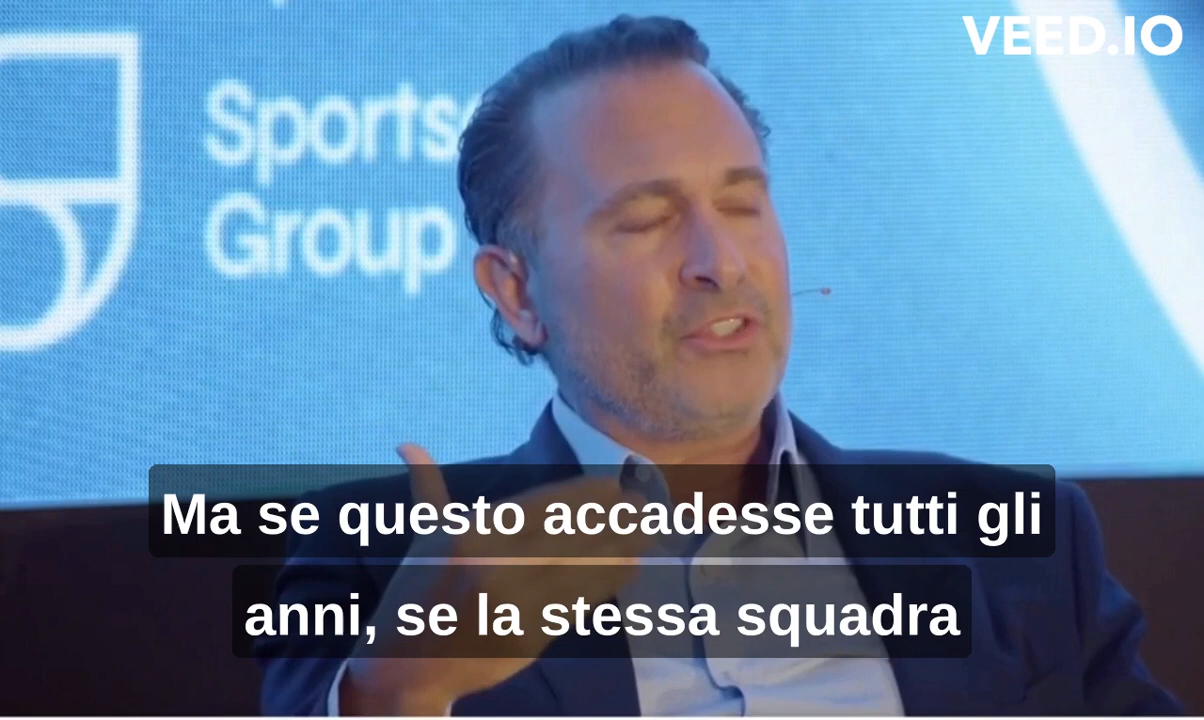 VEED.IO
Sports
Group
Ma se questo accadesse tutti gli
anni, se la stessa squadra